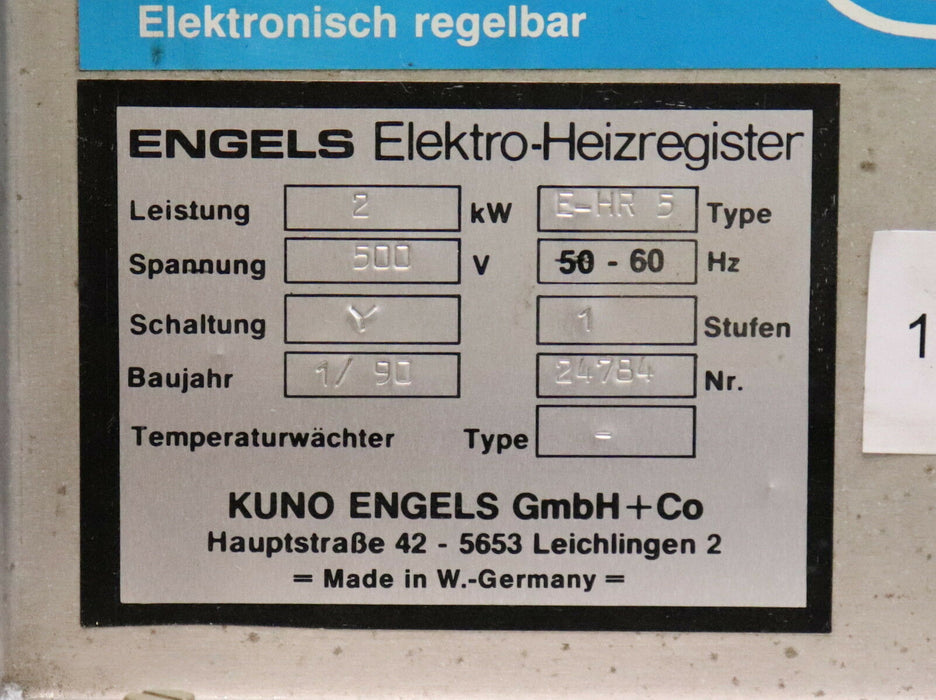 Elektronisch regelbar
ENGELS Elektro-Heizregister
Leistung 2 kW E-HR 5 Type
Spannung 500 V 50 - 60 Hz
Schaltung Y 1 Stufen
Baujahr 1/ 90 24784 Nr.
Temperaturwächter Type -
KUNO ENGELS GmbH+Co
Hauptstraße 42 - 5653 Leichlingen 2
= Made in W.-Germany =
1